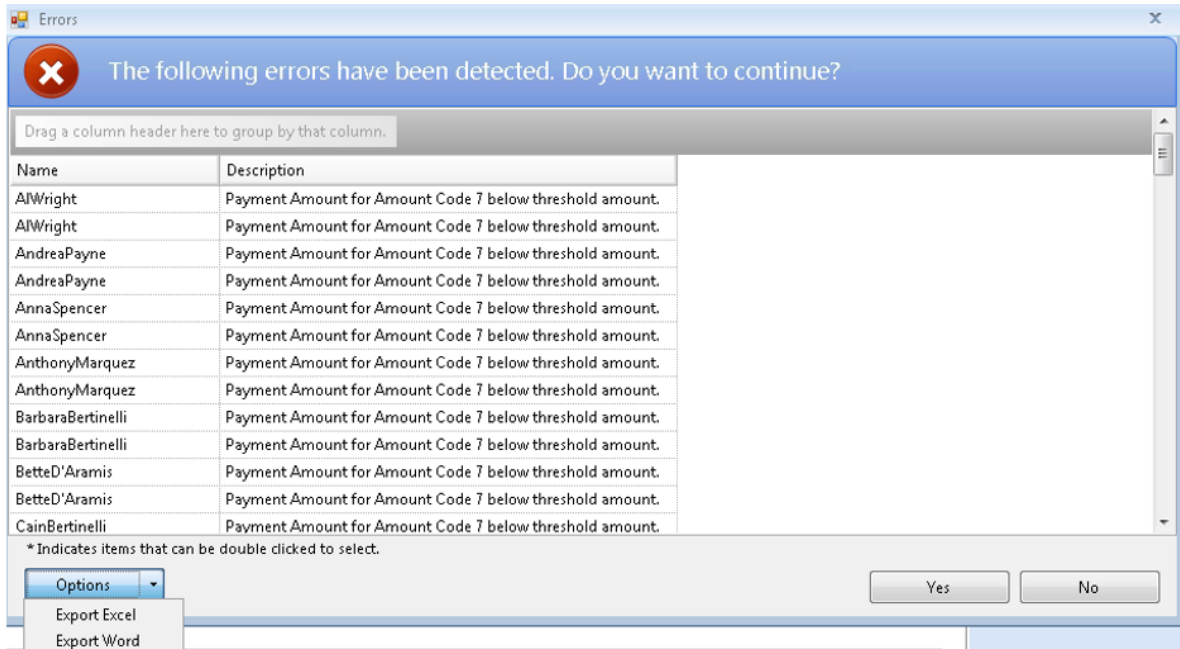 Errors
The following errors have been detected. Do you want to continue?
Drag a column header here to group by that column.
Name Description
AlWright Payment Amount for Amount Code 7 below threshold amount.
AlWright Payment Amount for Amount Code 7 below threshold amount.
AndreaPayne Payment Amount for Amount Code 7 below threshold amount.
AndreaPayne Payment Amount for Amount Code 7 below threshold amount.
AnnaSpencer Payment Amount for Amount Code 7 below threshold amount.
AnnaSpencer Payment Amount for Amount Code 7 below threshold amount.
AnthonyMarquez Payment Amount for Amount Code 7 below threshold amount.
AnthonyMarquez Payment Amount for Amount Code 7 below threshold amount.
BarbaraBertinelli Payment Amount for Amount Code 7 below threshold amount.
BarbaraBertinelli Payment Amount for Amount Code 7 below threshold amount.
BetteD'Aramis Payment Amount for Amount Code 7 below threshold amount.
BetteD'Aramis Payment Amount for Amount Code 7 below threshold amount.
CainBertinelli Payment Amount for Amount Code 7 below threshold amount.
* Indicates items that can be double clicked to select.
Options Yes No
Export Excel
Export Word